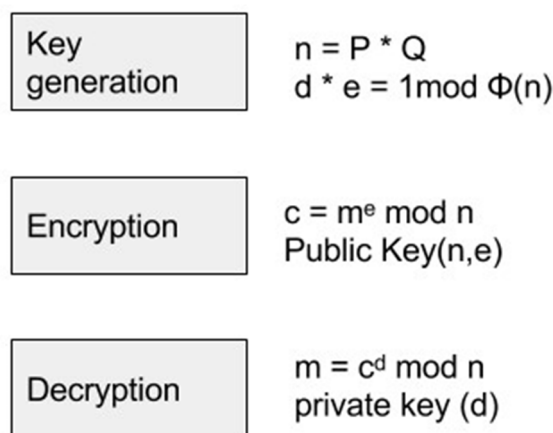 Key
generation
n = P * Q
d * e = 1mod Φ(n)
Encryption
c = mᵉ mod n
Public Key(n,e)
Decryption
m = cᵈ mod n
private key (d)